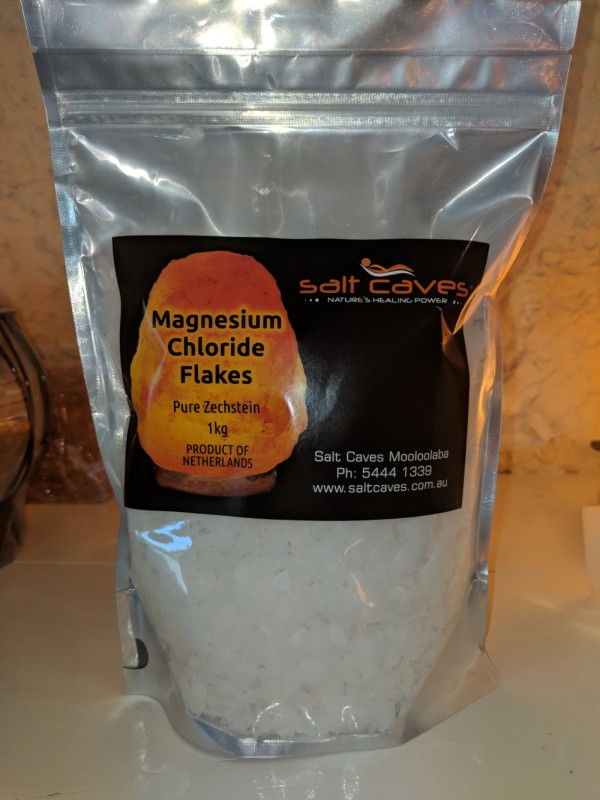 salt caves
NATURE'S HEALING POWER
Magnesium
Chloride
Flakes
Pure Zechstein
1kg
PRODUCT OF
NETHERLANDS
Salt Caves Mooloolaba
Ph: 5444 1339
www.saltcaves.com.au